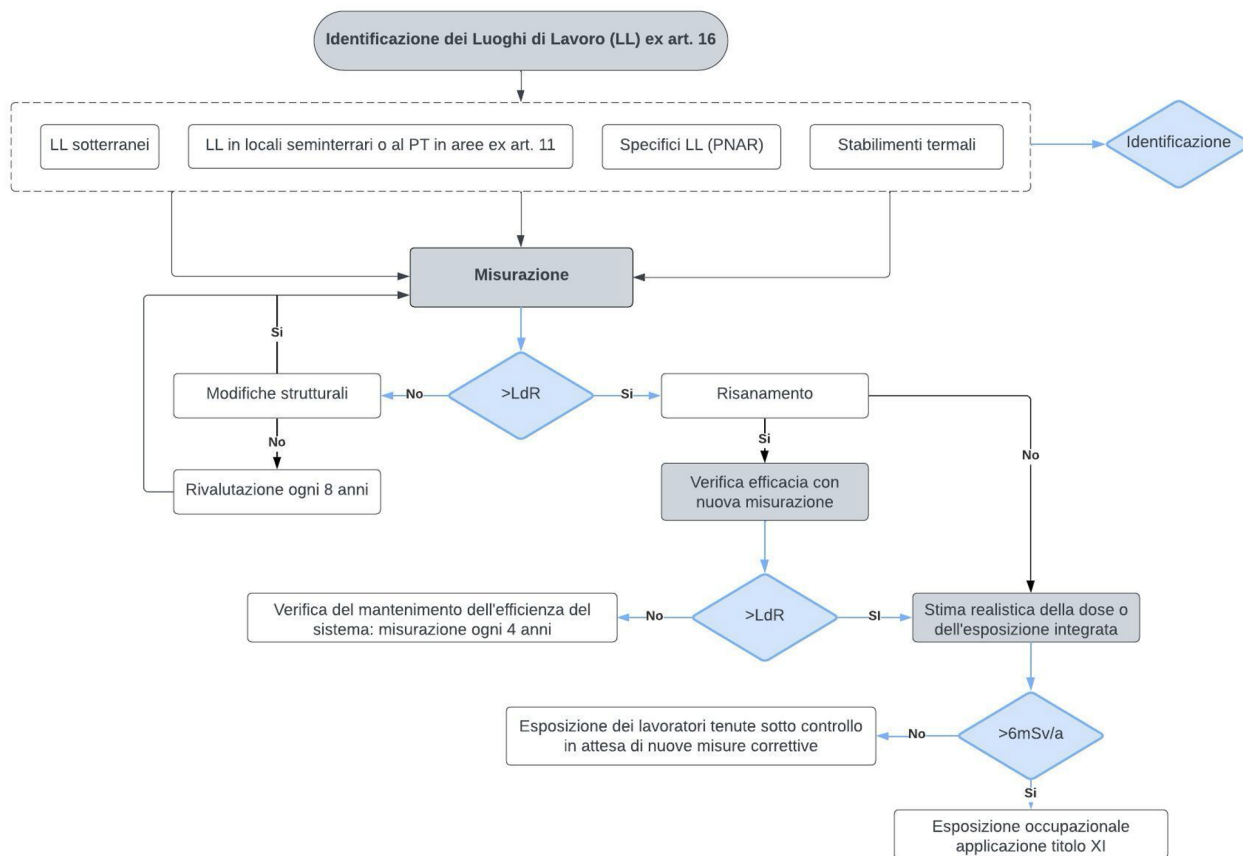 Identificazione dei Luoghi di Lavoro (LL) ex art. 16
LL sotterranei
LL in locali seminterrari o al PT in aree ex art. 11
Specifici LL (PNAR)
Stabilimenti termali
Identificazione
Misurazione
Si
Modifiche strutturali
No
>LdR
Si
Risanamento
No
Si
No
Rivalutazione ogni 8 anni
Verifica efficacia con
nuova misurazione
Verifica del mantenimento dell'efficienza del
sistema: misurazione ogni 4 anni
No
>LdR
SI
Stima realistica della dose o
dell'esposizione integrata
Esposizione dei lavoratori tenute sotto controllo
in attesa di nuove misure correttive
No
>6mSv/a
Si
Esposizione occupazionale
applicazione titolo XI